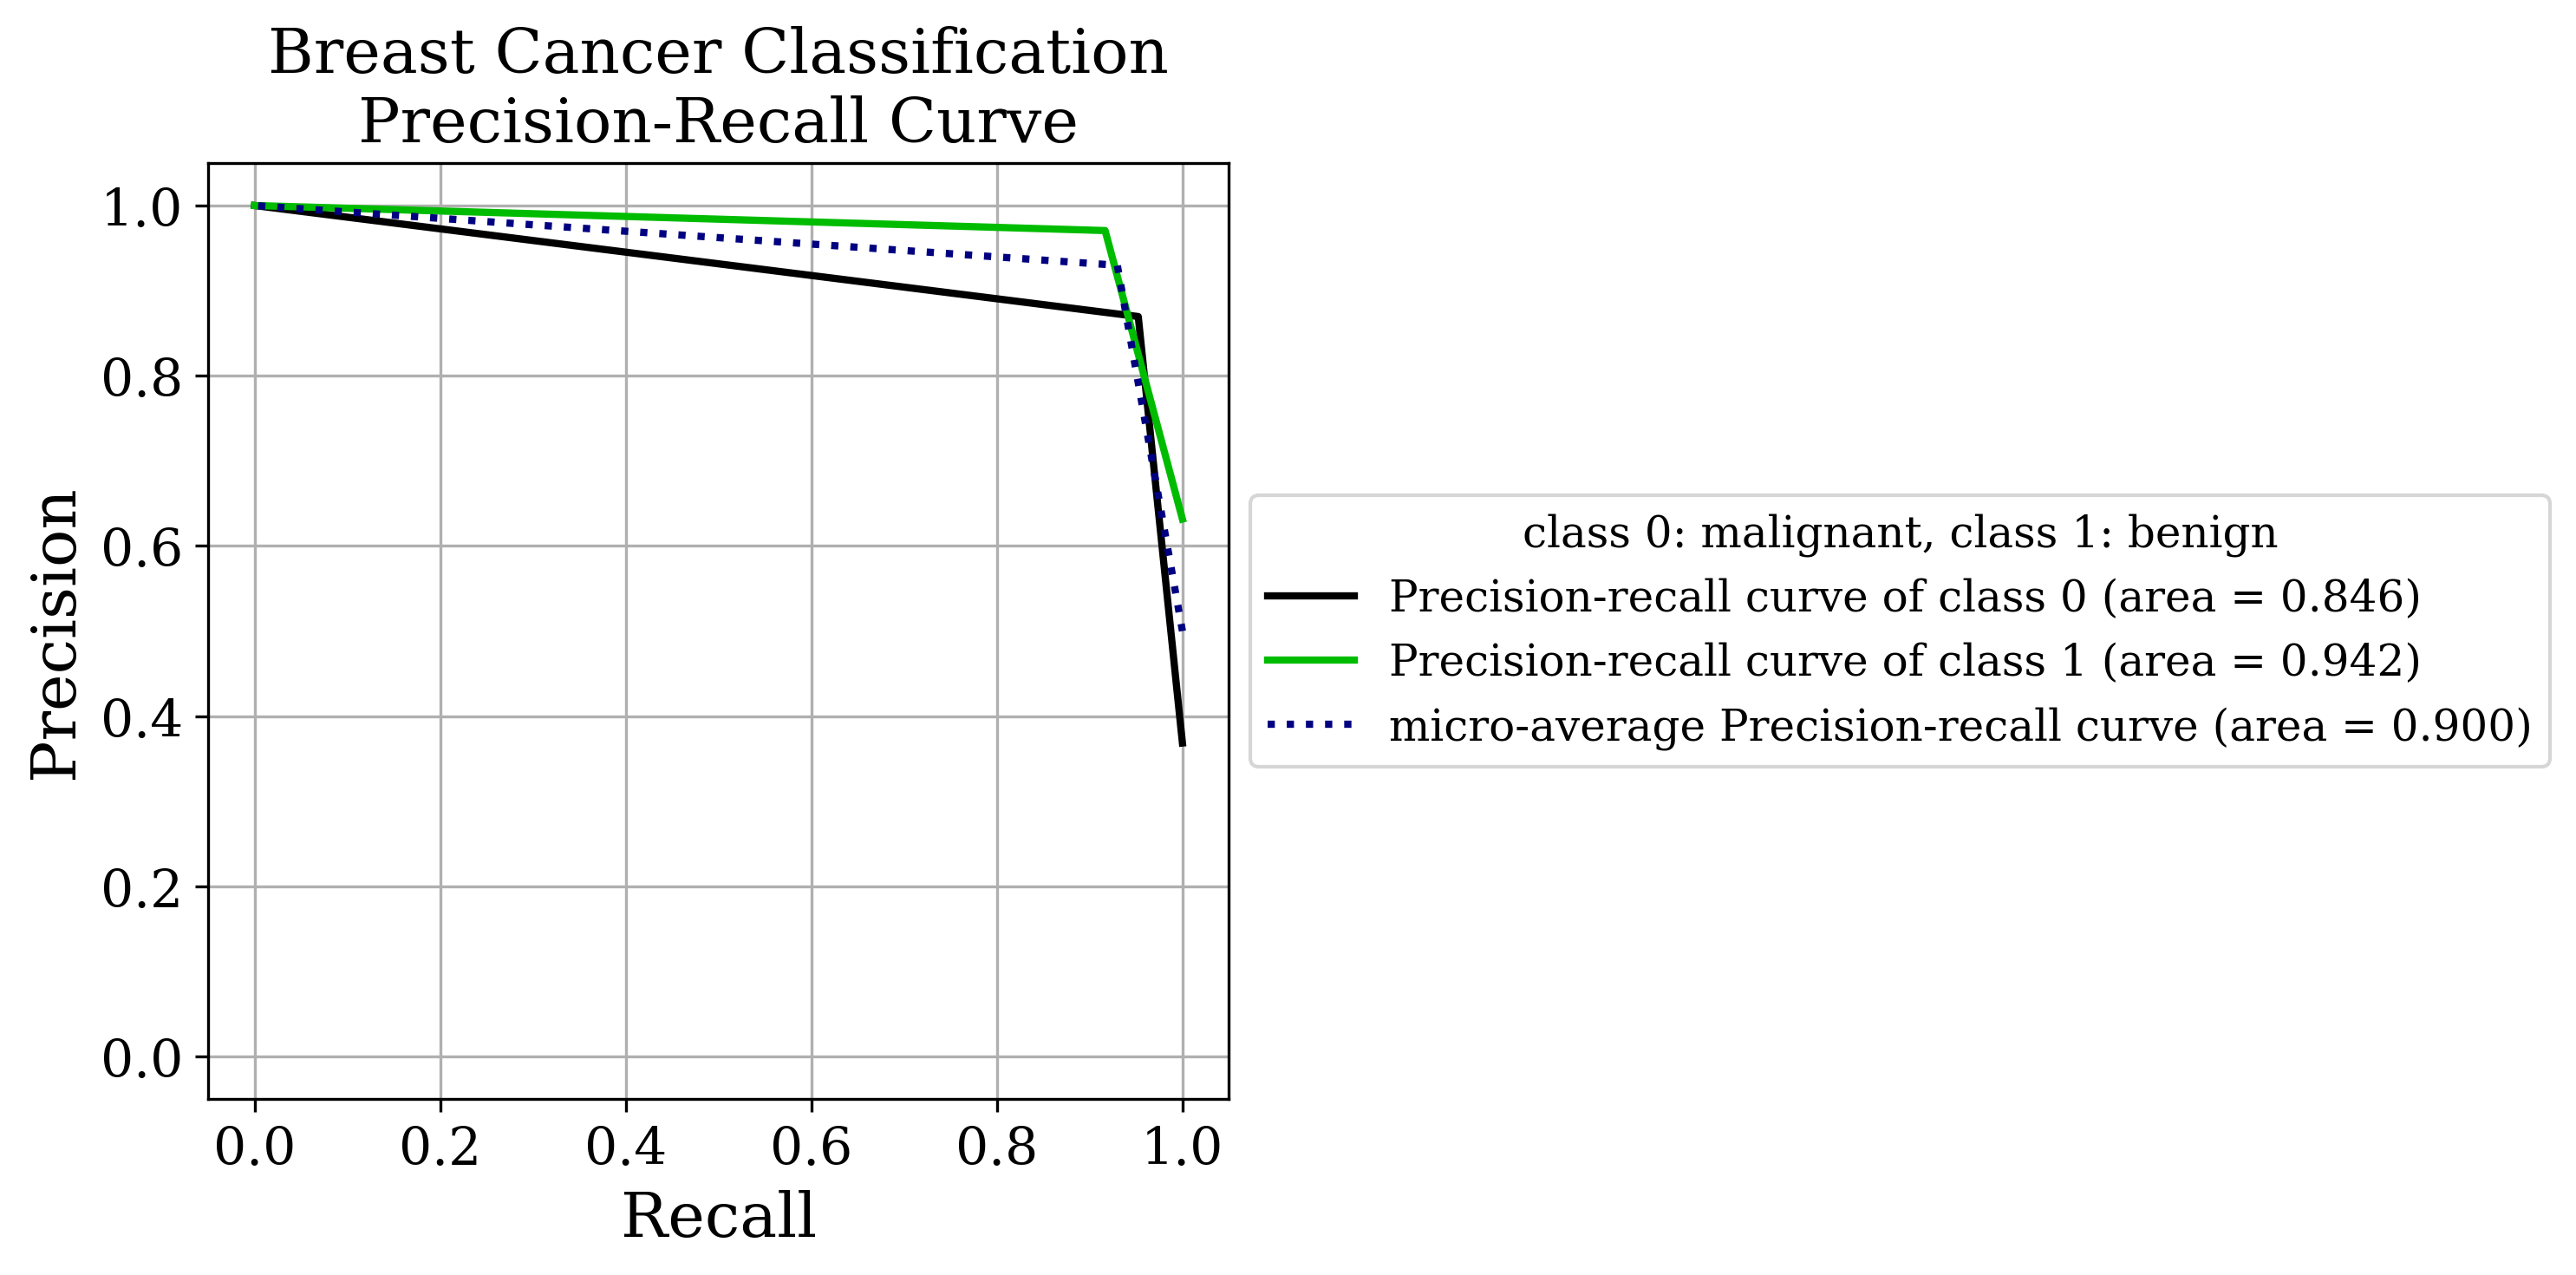 Breast Cancer Classification
Precision-Recall Curve
Precision
1.0
0.8
0.6
0.4
0.2
0.0
0.0 0.2 0.4 0.6 0.8 1.0
Recall
class 0: malignant, class 1: benign
Precision-recall curve of class 0 (area = 0.846)
Precision-recall curve of class 1 (area = 0.942)
micro-average Precision-recall curve (area = 0.900)